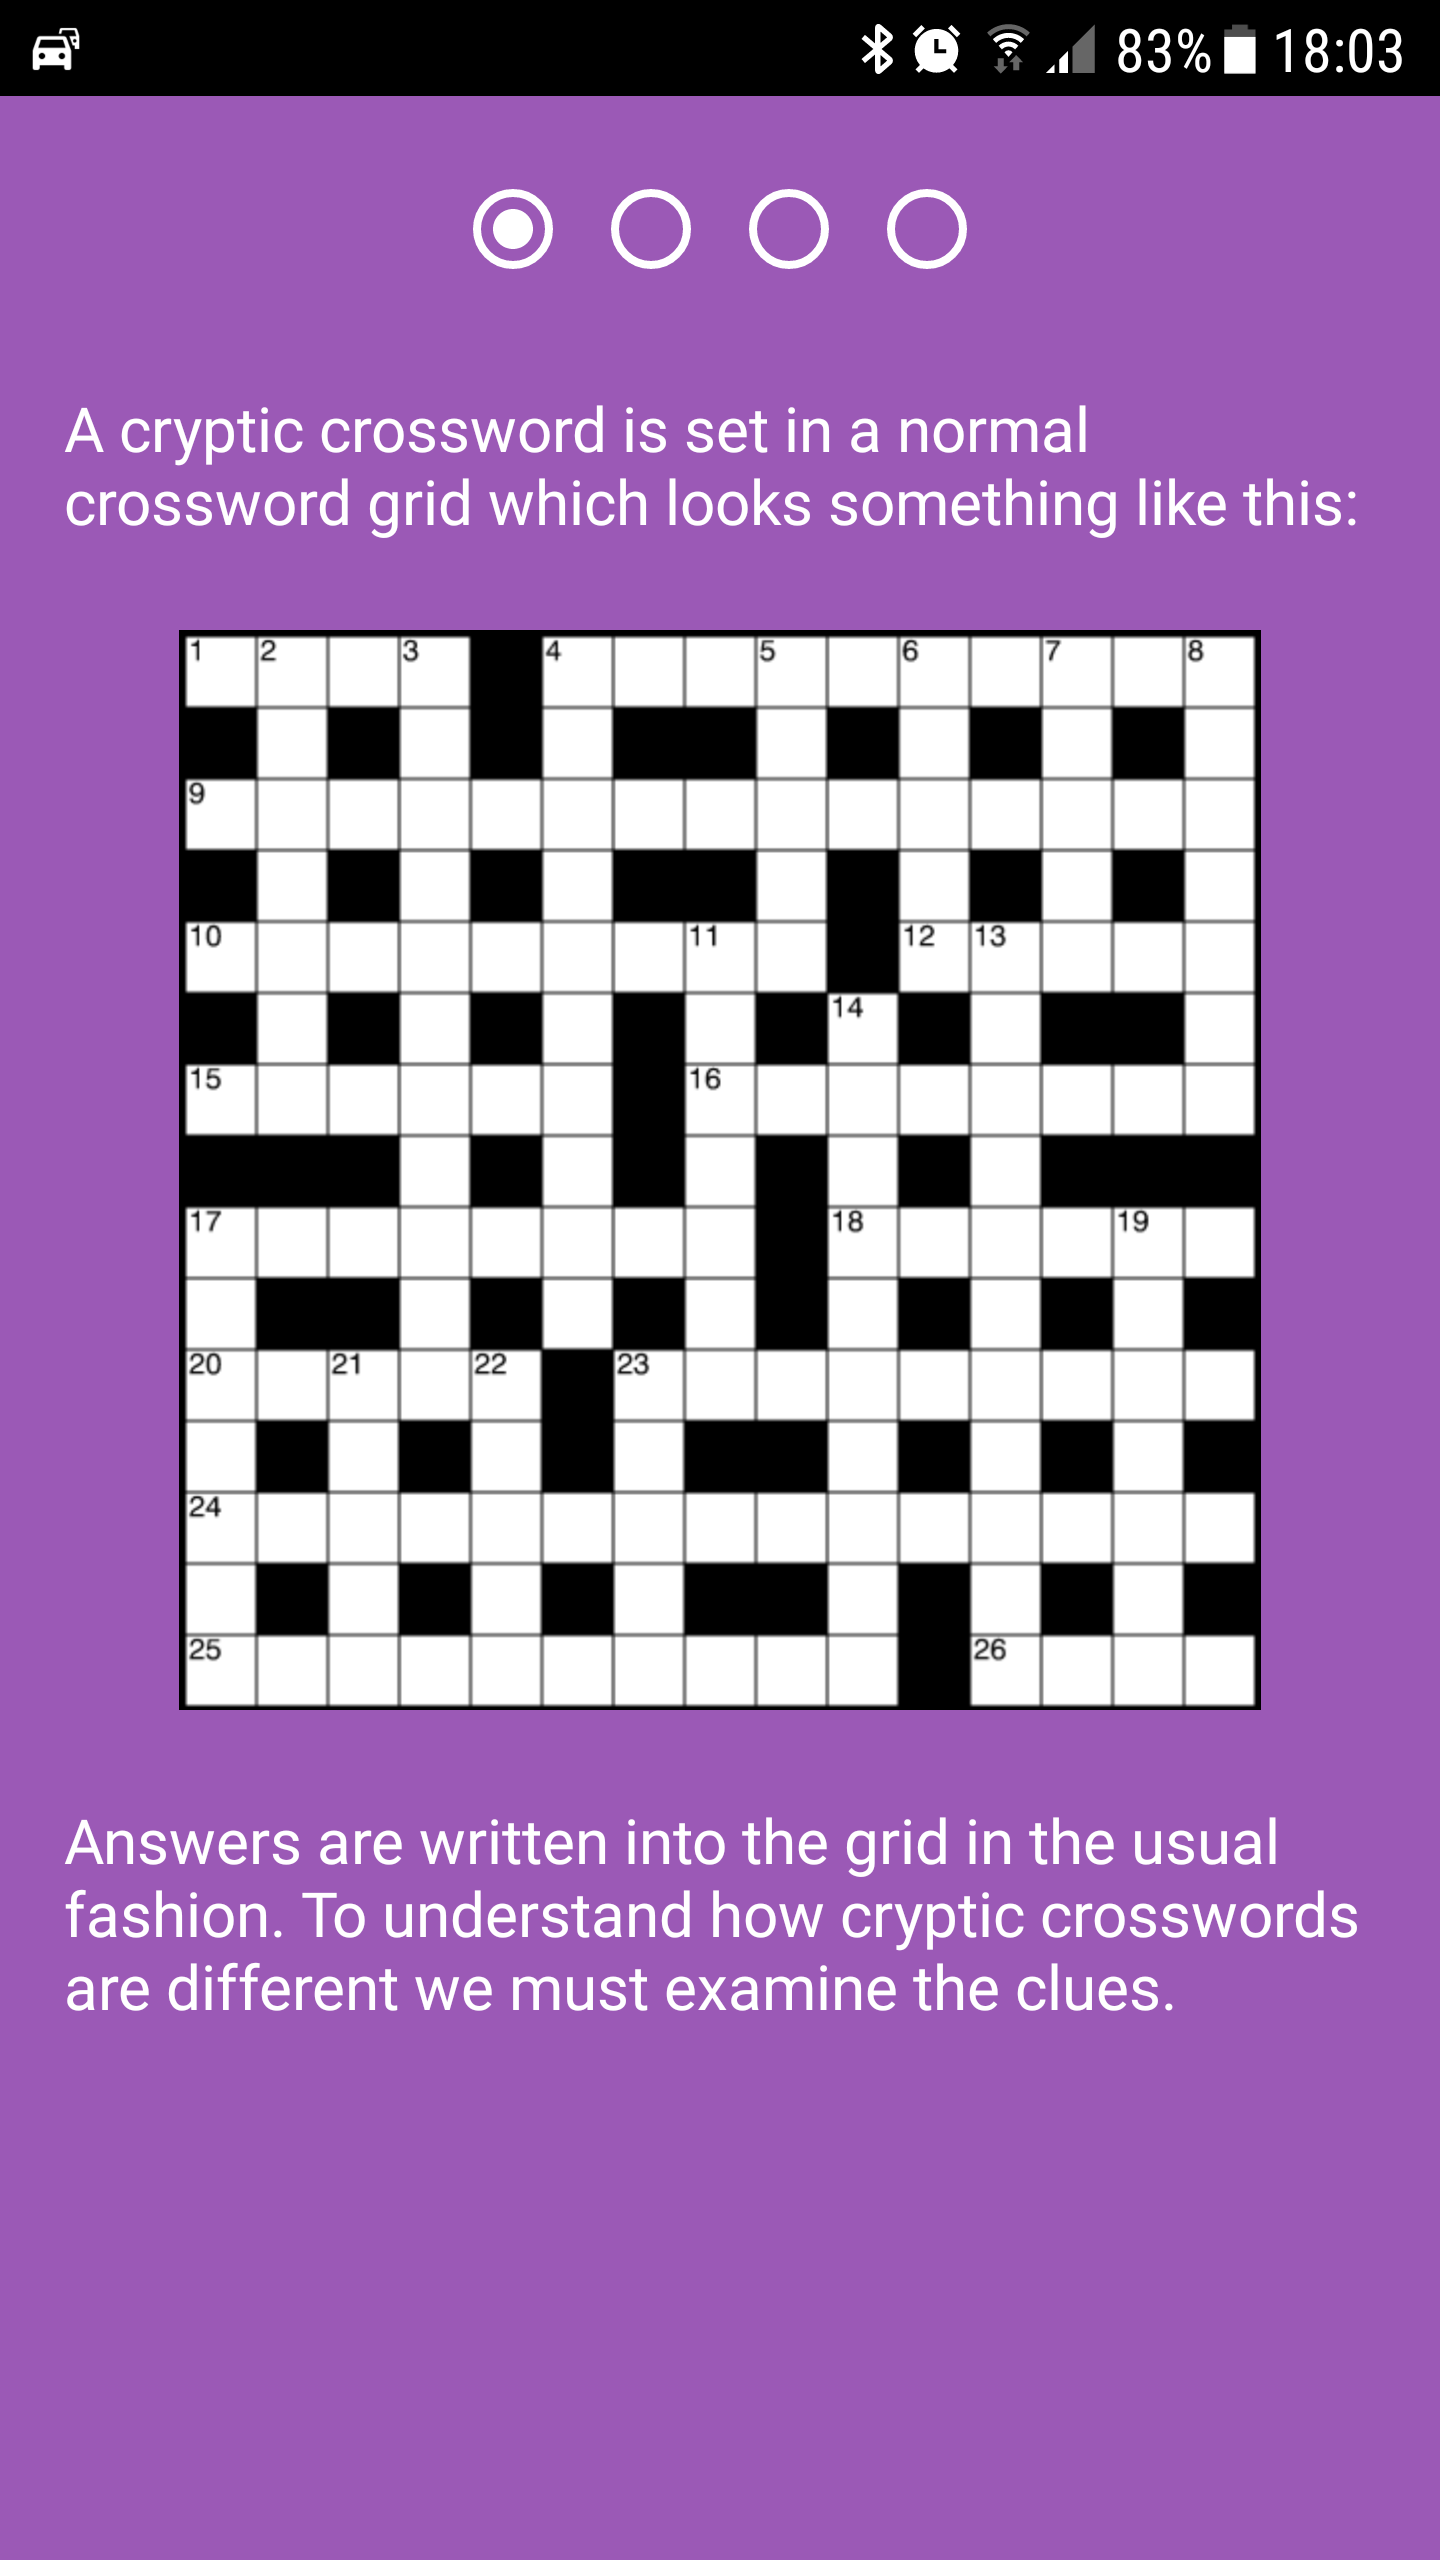 83% 18:03
A cryptic crossword is set in a normal
crossword grid which looks something like this:
1 2 3 4 5 6 7 8
9
10 11 12 13
14
15 16
17 18 19
20 21 22 23
24
25 26
Answers are written into the grid in the usual
fashion. To understand how cryptic crosswords
are different we must examine the clues.